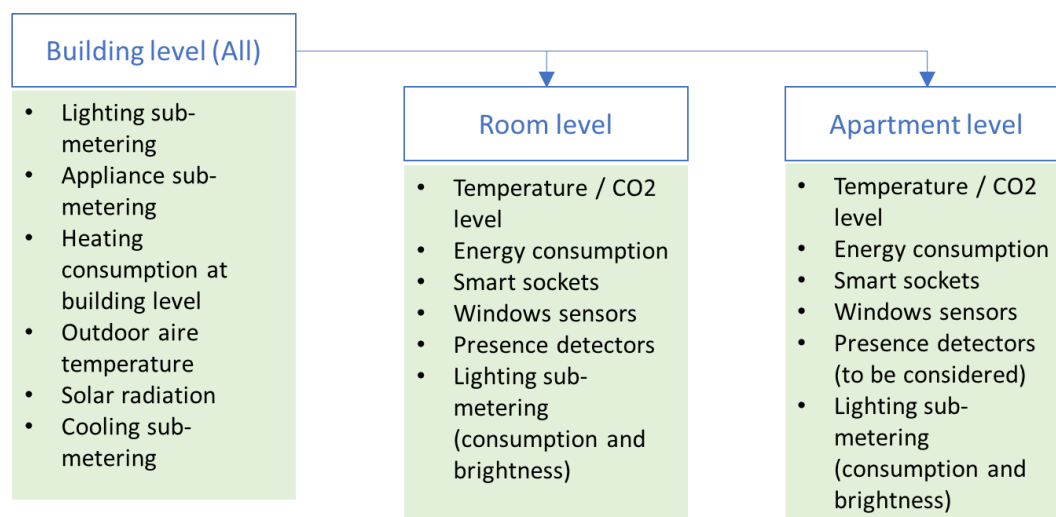 Building level (All)
• Lighting sub-
metering
• Appliance sub-
metering
• Heating
consumption at
building level
• Outdoor aire
temperature
• Solar radiation
• Cooling sub-
metering
Room level
• Temperature / CO2
level
• Energy consumption
• Smart sockets
• Windows sensors
• Presence detectors
• Lighting sub-
metering
(consumption and
brightness)
Apartment level
• Temperature / CO2
level
• Energy consumption
• Smart sockets
• Windows sensors
• Presence detectors
(to be considered)
• Lighting sub-
metering
(consumption and
brightness)